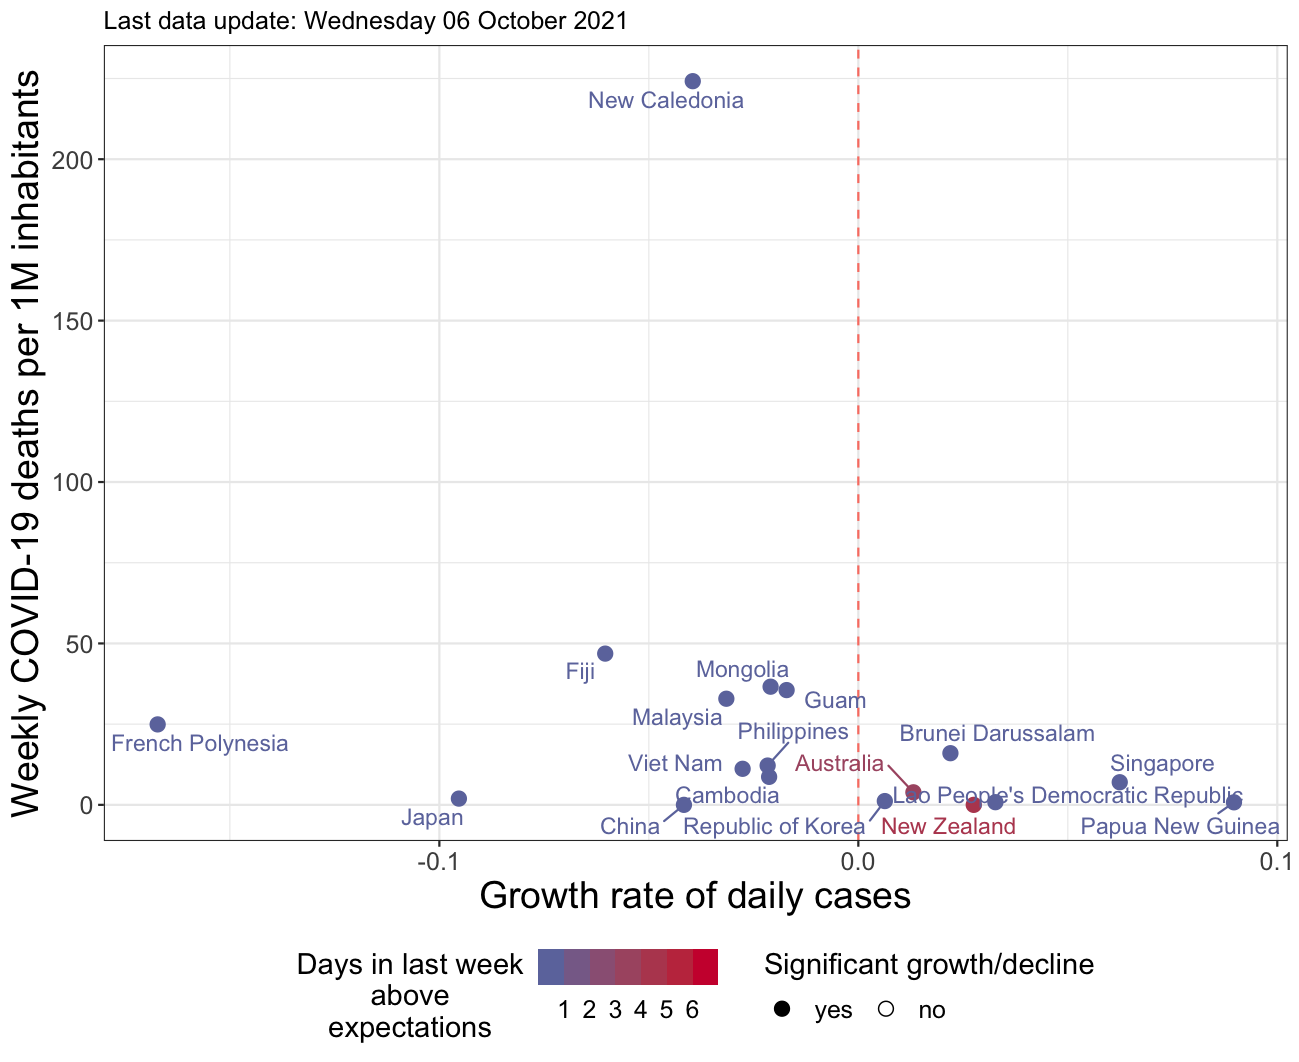 Last data update: Wednesday 06 October 2021
Weekly COVID-19 deaths per 1M inhabitants
200
150
100
50
0
New Caledonia
Fiji
Mongolia
Guam
Malaysia
Philippines
French Polynesia
Brunei Darussalam
Viet Nam
Australia
Singapore
Cambodia
Lao People's Democratic Republic
Japan
China
Republic of Korea
New Zealand
Papua New Guinea
-0.1
0.0
0.1
Growth rate of daily cases
Days in last week
above
expectations
1 2 3 4 5 6
Significant growth/decline
yes no